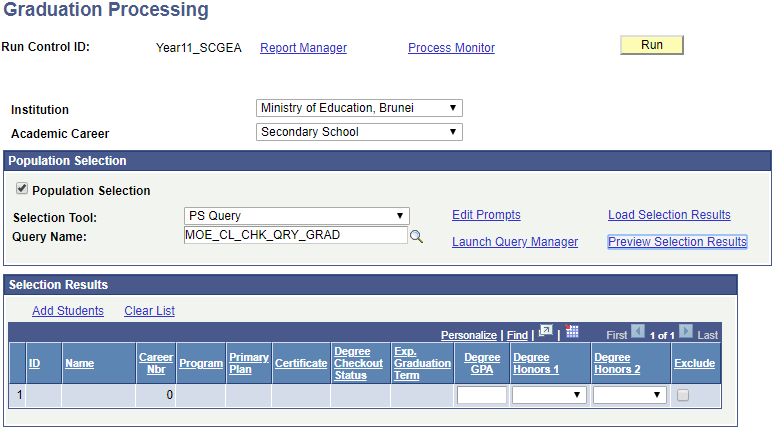 Graduation Processing
Run Control ID: Year11_SCGEA Report Manager Process Monitor Run
Institution Ministry of Education, Brunei
Academic Career Secondary School
Population Selection
Population Selection
Selection Tool: PS Query Edit Prompts Load Selection Results
Query Name: MOE_CL_CHK_QRY_GRAD Launch Query Manager Preview Selection Results
Selection Results
Add Students Clear List
Personalize | Find | First 1 of 1 Last
ID Name Career Nbr Program Primary Plan Certificate Degree Checkout Status Exp. Graduation Term Degree GPA Degree Honors 1 Degree Honors 2 Exclude
1 0